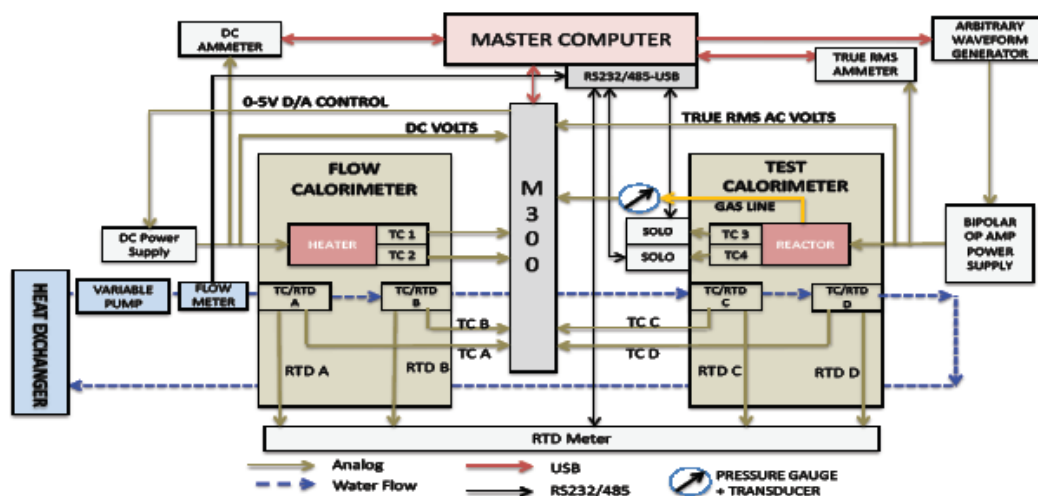 DC
AMMETER
MASTER COMPUTER
RS232/485-USB
ARBITRARY
WAVEFORM
GENERATOR
TRUE RMS
AMMETER
0-5V D/A CONTROL
DC VOLTS
TRUE RMS AC VOLTS
FLOW
CALORIMETER
M300
TEST
CALORIMETER
GAS LINE
DC Power
Supply
HEATER
TC 1
TC 2
SOLO
SOLO
TC 3
TC4
REACTOR
BIPOLAR
OP AMP
POWER
SUPPLY
HEAT EXCHANGER
VARIABLE
PUMP
FLOW
METER
TC/RTD
A
TC/RTD
B
TC/RTD
C
TC/RTD
D
TC B
TC A
TC C
TC D
RTD A
RTD B
RTD C
RTD D
RTD Meter
Analog
Water Flow
USB
RS232/485
PRESSURE GAUGE
+ TRANSDUCER